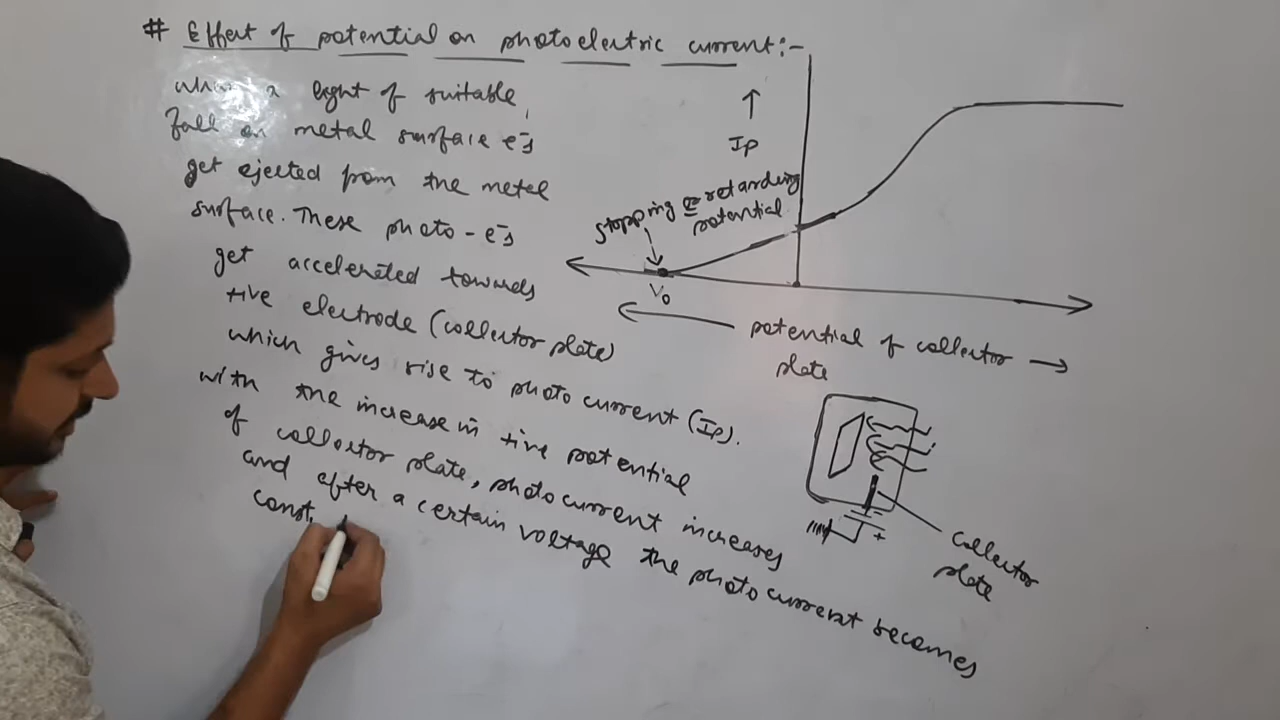 # Effect of potential on photoelectric current:-
when a light of suitable,
fall on metal surface e⁻s
get ejected from the metal
surface. These photo-e⁻s
get accelerated towards
+ive electrode (collector plate)
which gives rise to photo current (Ip).
with the increase in +ive potential
of collector plate, photo current increases
and after a certain voltage the photo current becomes
const.
↑
Ip
stopping or retarding
potential
V₀
potential of collector →
plate
+
Collector
plate